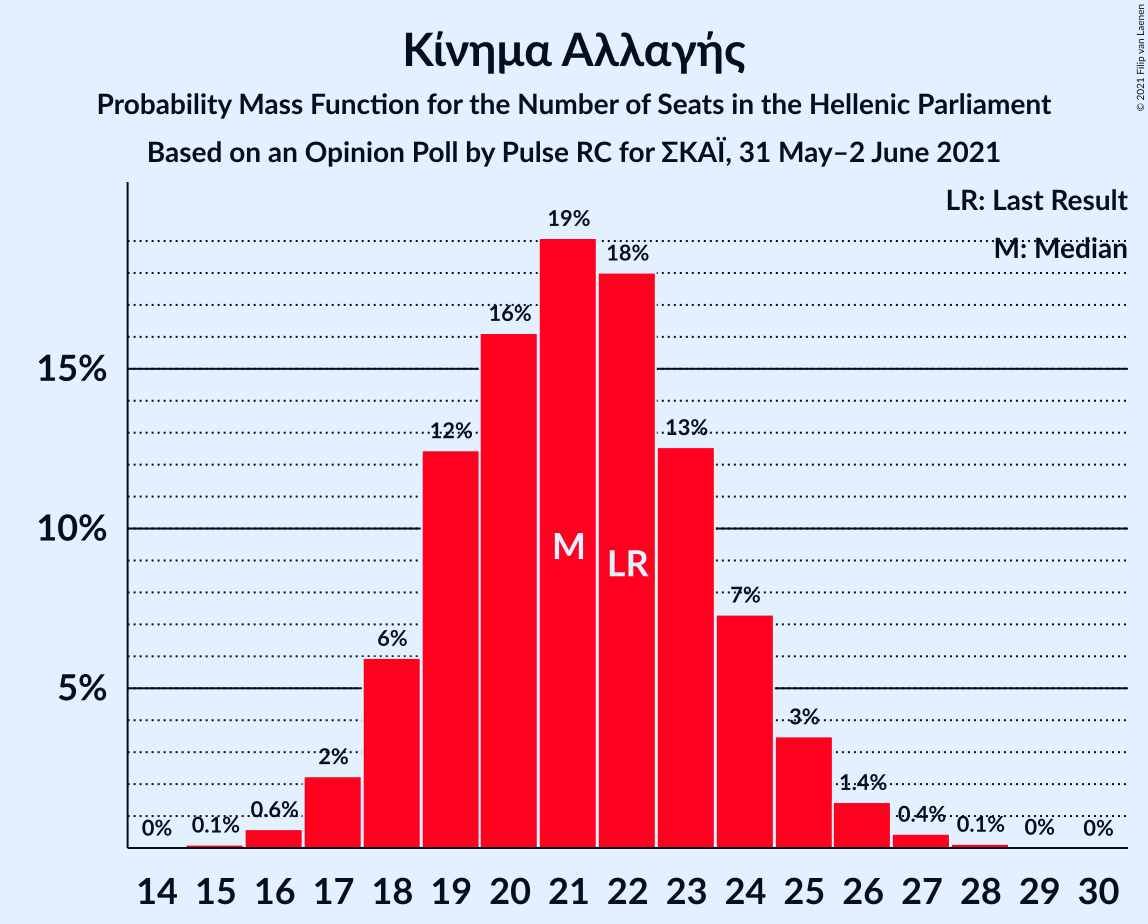 Κίνημα Αλλαγής
Probability Mass Function for the Number of Seats in the Hellenic Parliament
Based on an Opinion Poll by Pulse RC for ΣΚΑΪ, 31 May–2 June 2021
© 2021 Filip van Laenen
LR: Last Result
M: Median
15%
10%
5%
0%
0.1%
0.6%
2%
6%
12%
16%
19%
18%
13%
7%
3%
1.4%
0.4%
0.1%
0%
0%
M
LR
14 15 16 17 18 19 20 21 22 23 24 25 26 27 28 29 30